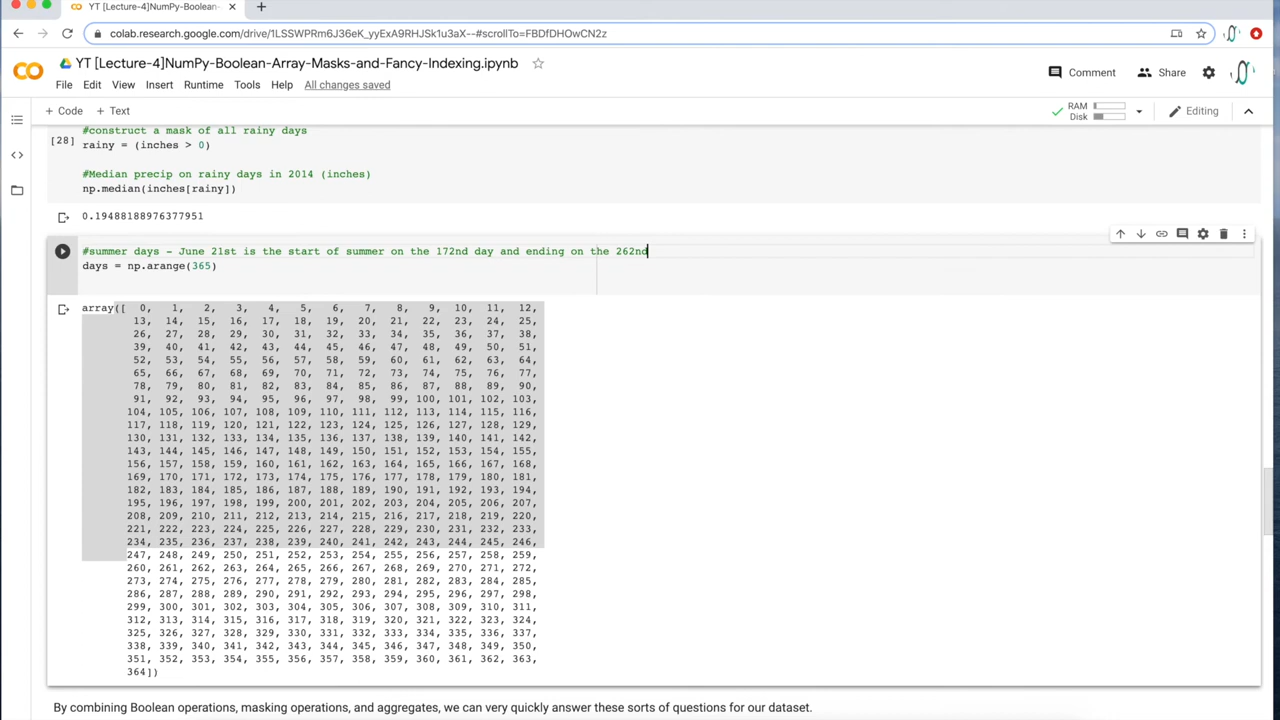 YT [Lecture-4]NumPy-Boolean-
colab.research.google.com/drive/1LSSWPRm6J36eK_yyExA9RHJSk1u3aX--#scrollTo=FBDfDHOwCN2z
YT [Lecture-4]NumPy-Boolean-Array-Masks-and-Fancy-Indexing.ipynb
Comment Share
File Edit View Insert Runtime Tools Help All changes saved
+ Code + Text
RAM
Disk
Editing
#construct a mask of all rainy days
[28] rainy = (inches > 0)
#Median precip on rainy days in 2014 (inches)
np.median(inches[rainy])
0.19488188976377951
#summer days - June 21st is the start of summer on the 172nd day and ending on the 262nd
days = np.arange(365)
array([ 0, 1, 2, 3, 4, 5, 6, 7, 8, 9, 10, 11, 12,
13, 14, 15, 16, 17, 18, 19, 20, 21, 22, 23, 24, 25,
26, 27, 28, 29, 30, 31, 32, 33, 34, 35, 36, 37, 38,
39, 40, 41, 42, 43, 44, 45, 46, 47, 48, 49, 50, 51,
52, 53, 54, 55, 56, 57, 58, 59, 60, 61, 62, 63, 64,
65, 66, 67, 68, 69, 70, 71, 72, 73, 74, 75, 76, 77,
78, 79, 80, 81, 82, 83, 84, 85, 86, 87, 88, 89, 90,
91, 92, 93, 94, 95, 96, 97, 98, 99, 100, 101, 102, 103,
104, 105, 106, 107, 108, 109, 110, 111, 112, 113, 114, 115, 116,
117, 118, 119, 120, 121, 122, 123, 124, 125, 126, 127, 128, 129,
130, 131, 132, 133, 134, 135, 136, 137, 138, 139, 140, 141, 142,
143, 144, 145, 146, 147, 148, 149, 150, 151, 152, 153, 154, 155,
156, 157, 158, 159, 160, 161, 162, 163, 164, 165, 166, 167, 168,
169, 170, 171, 172, 173, 174, 175, 176, 177, 178, 179, 180, 181,
182, 183, 184, 185, 186, 187, 188, 189, 190, 191, 192, 193, 194,
195, 196, 197, 198, 199, 200, 201, 202, 203, 204, 205, 206, 207,
208, 209, 210, 211, 212, 213, 214, 215, 216, 217, 218, 219, 220,
221, 222, 223, 224, 225, 226, 227, 228, 229, 230, 231, 232, 233,
234, 235, 236, 237, 238, 239, 240, 241, 242, 243, 244, 245, 246,
247, 248, 249, 250, 251, 252, 253, 254, 255, 256, 257, 258, 259,
260, 261, 262, 263, 264, 265, 266, 267, 268, 269, 270, 271, 272,
273, 274, 275, 276, 277, 278, 279, 280, 281, 282, 283, 284, 285,
286, 287, 288, 289, 290, 291, 292, 293, 294, 295, 296, 297, 298,
299, 300, 301, 302, 303, 304, 305, 306, 307, 308, 309, 310, 311,
312, 313, 314, 315, 316, 317, 318, 319, 320, 321, 322, 323, 324,
325, 326, 327, 328, 329, 330, 331, 332, 333, 334, 335, 336, 337,
338, 339, 340, 341, 342, 343, 344, 345, 346, 347, 348, 349, 350,
351, 352, 353, 354, 355, 356, 357, 358, 359, 360, 361, 362, 363,
364])
By combining Boolean operations, masking operations, and aggregates, we can very quickly answer these sorts of questions for our dataset.